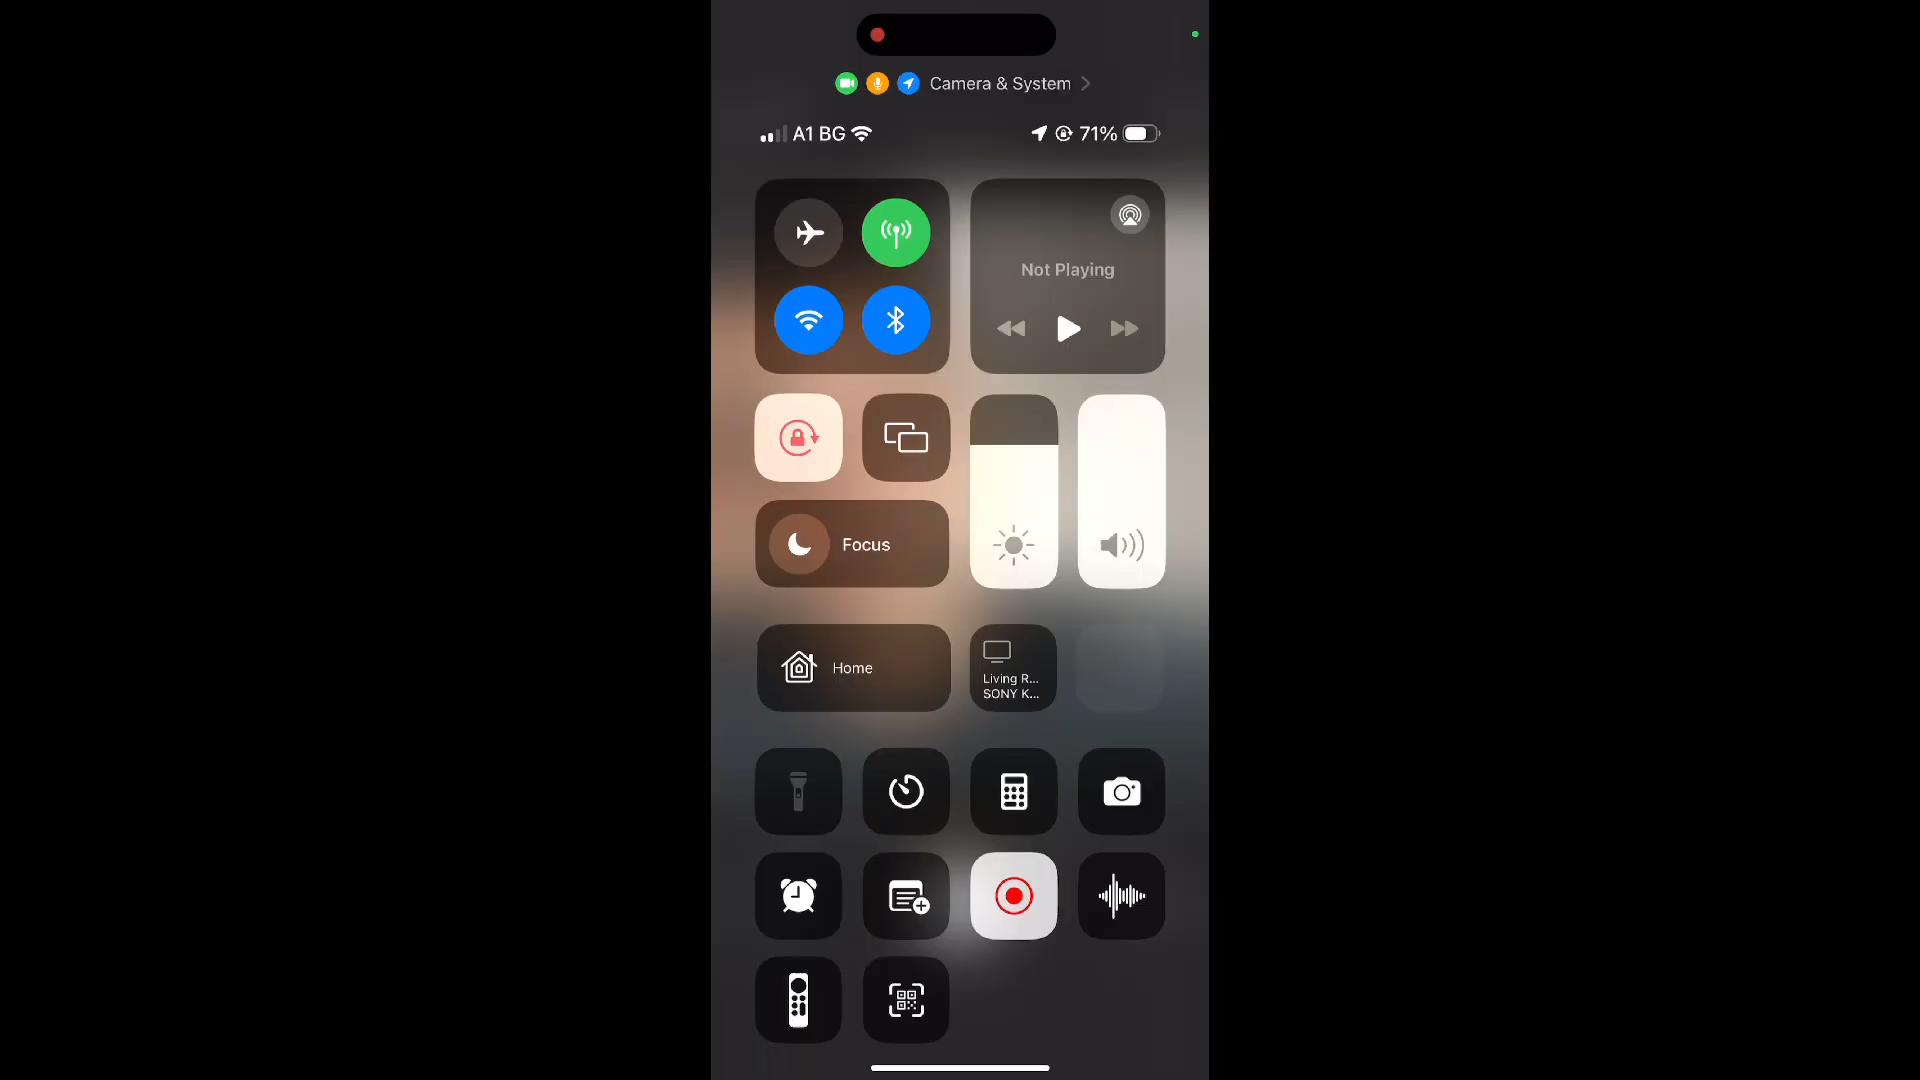 Camera & System
A1 BG
71%
Not Playing
Focus
Home
Living R...
SONY K...